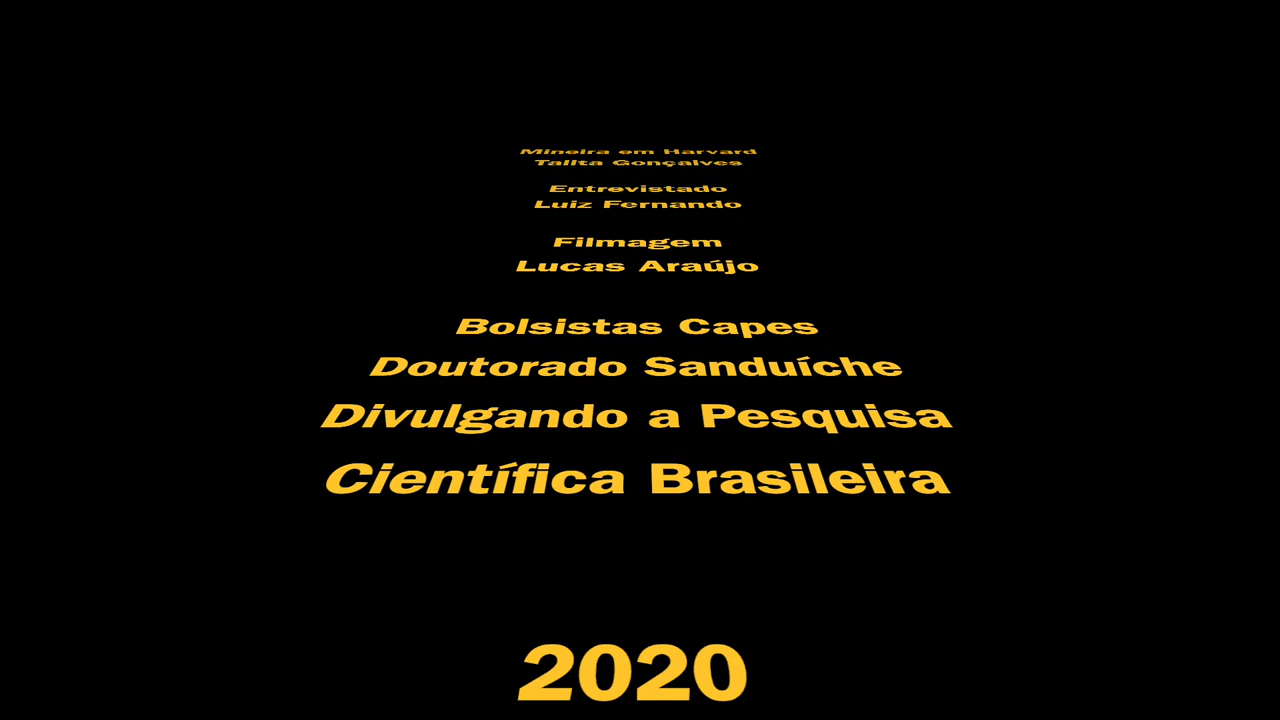 Mineira em Harvard
Talita Gonçalves
Entrevistado
Luiz Fernando
Filmagem
Lucas Araújo
Bolsistas Capes
Doutorado Sanduíche
Divulgando a Pesquisa
Científica Brasileira
2020